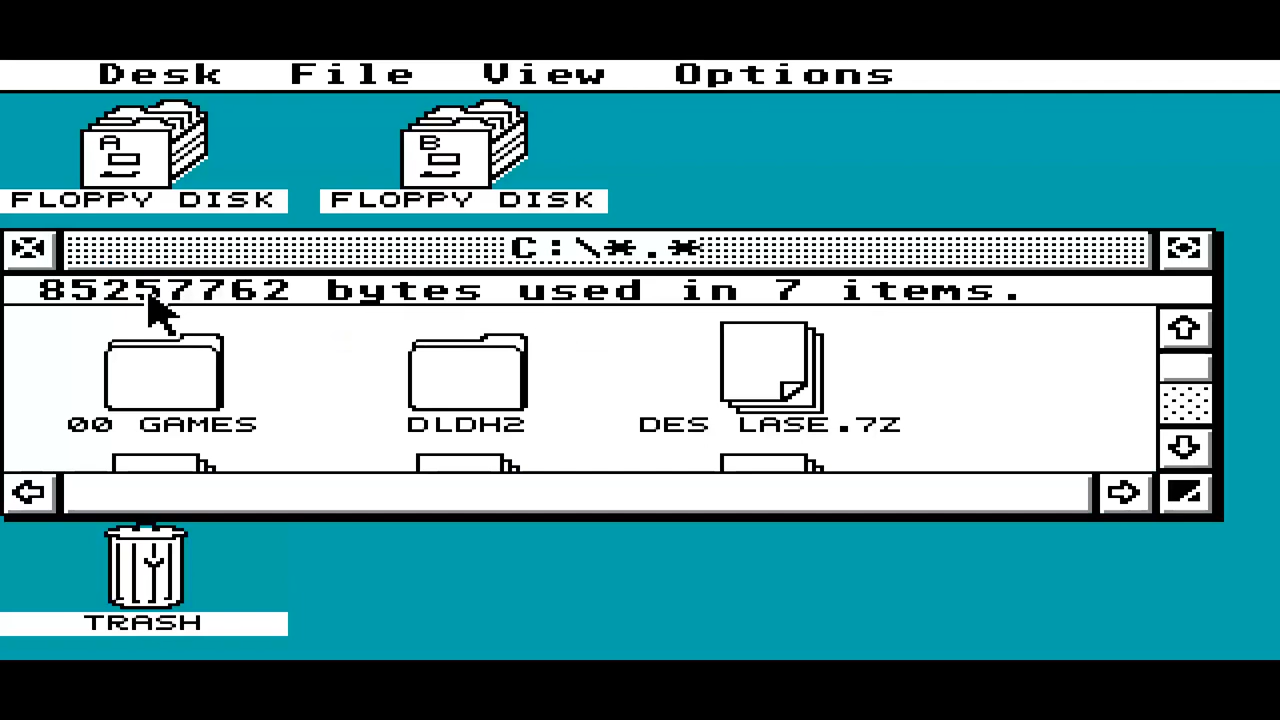 Desk File View Options
A B
FLOPPY DISK FLOPPY DISK
C:\*.*
85257762 bytes used in 7 items.
00 GAMES DLDH2 DES LASE.7Z
TRASH